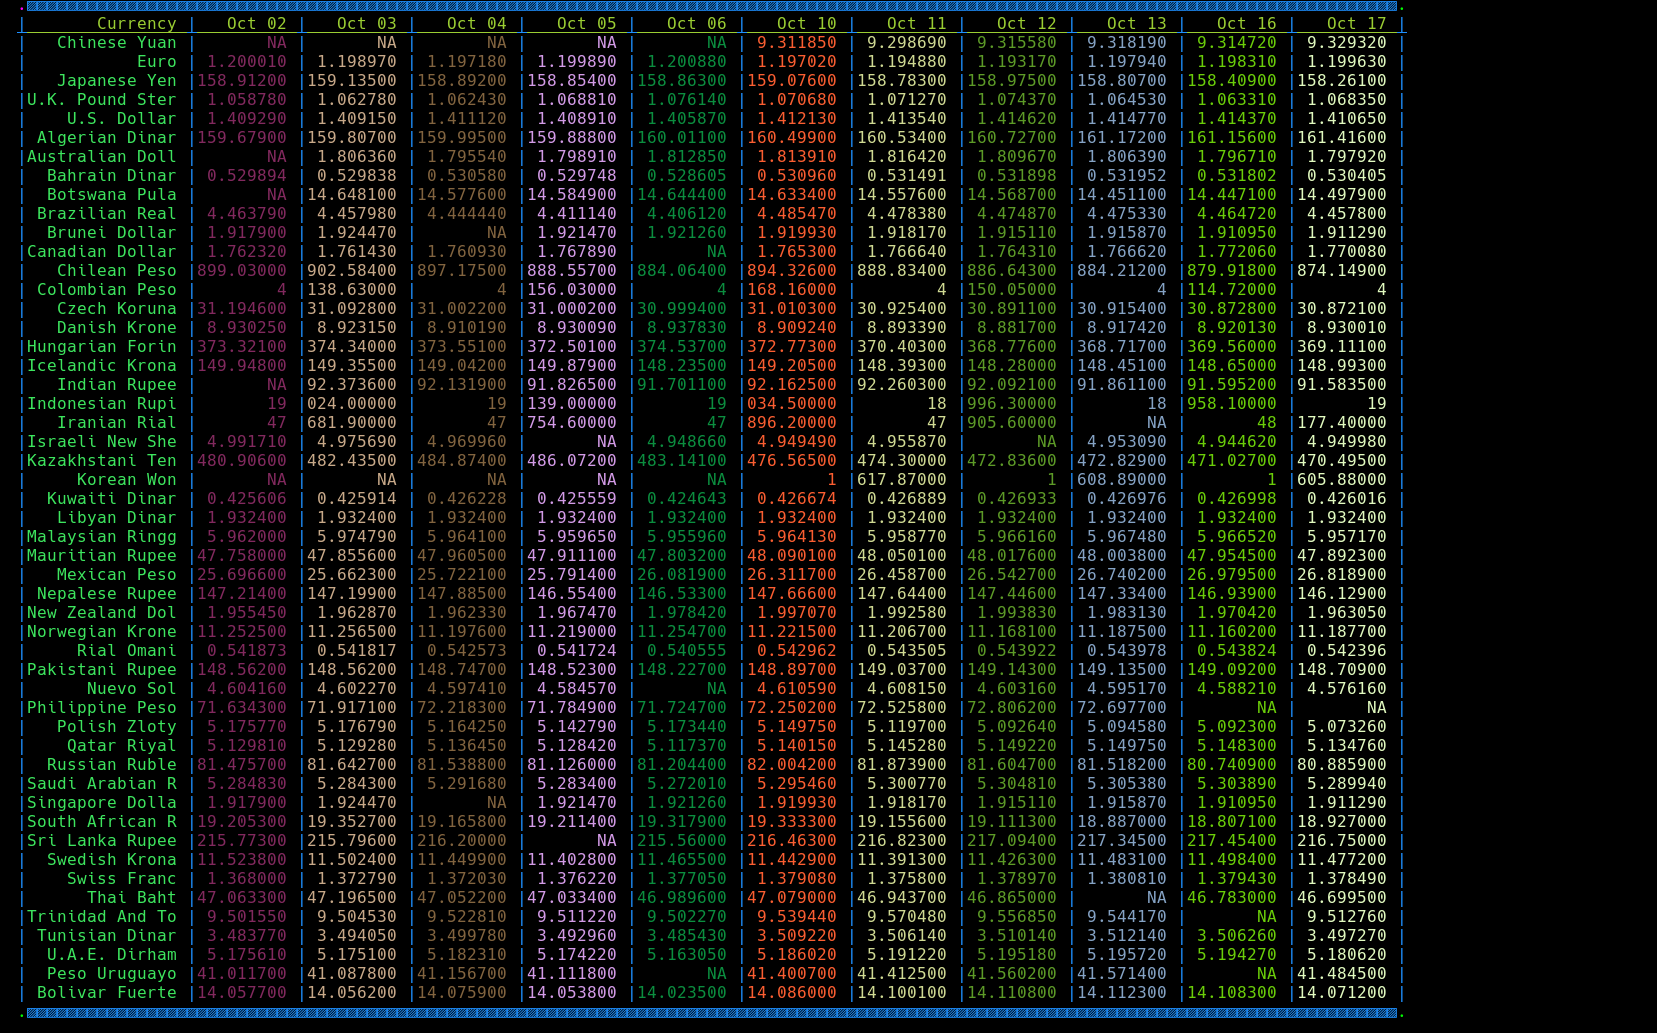 Currency | Oct 02 | Oct 03 | Oct 04 | Oct 05 | Oct 06 | Oct 10 | Oct 11 | Oct 12 | Oct 13 | Oct 16 | Oct 17 |
| Chinese Yuan | NA | NA | NA | NA | NA | 9.311850 | 9.298690 | 9.315580 | 9.318190 | 9.314720 | 9.329320 |
| Euro | 1.200010 | 1.198970 | 1.197180 | 1.199890 | 1.200880 | 1.197020 | 1.194880 | 1.193170 | 1.197940 | 1.198310 | 1.199630 |
| Japanese Yen |158.91200 |159.13500 |158.89200 |158.85400 |158.86300 |159.07600 |158.78300 |158.97500 |158.80700 |158.40900 |158.26100 |
|U.K. Pound Ster | 1.058780 | 1.062780 | 1.062430 | 1.068810 | 1.076140 | 1.070680 | 1.071270 | 1.074370 | 1.064530 | 1.063310 | 1.068350 |
| U.S. Dollar | 1.409290 | 1.409150 | 1.411120 | 1.408910 | 1.405870 | 1.412130 | 1.413540 | 1.414620 | 1.414770 | 1.414370 | 1.410650 |
| Algerian Dinar |159.67900 |159.80700 |159.99500 |159.88800 |160.01100 |160.49900 |160.53400 |160.72700 |161.17200 |161.15600 |161.41600 |
|Australian Doll | NA | 1.806360 | 1.795540 | 1.798910 | 1.812850 | 1.813910 | 1.816420 | 1.809670 | 1.806390 | 1.796710 | 1.797920 |
| Bahrain Dinar | 0.529894 | 0.529838 | 0.530580 | 0.529748 | 0.528605 | 0.530960 | 0.531491 | 0.531898 | 0.531952 | 0.531802 | 0.530405 |
| Botswana Pula | NA |14.648100 |14.577600 |14.584900 |14.644400 |14.633400 |14.557600 |14.568700 |14.451100 |14.447100 |14.497900 |
| Brazilian Real | 4.463790 | 4.457980 | 4.444440 | 4.411140 | 4.406120 | 4.485470 | 4.478380 | 4.474870 | 4.475330 | 4.464720 | 4.457800 |
| Brunei Dollar | 1.917900 | 1.924470 | NA | 1.921470 | 1.921260 | 1.919930 | 1.918170 | 1.915110 | 1.915870 | 1.910950 | 1.911290 |
|Canadian Dollar | 1.762320 | 1.761430 | 1.760930 | 1.767890 | NA | 1.765300 | 1.766640 | 1.764310 | 1.766620 | 1.772060 | 1.770080 |
| Chilean Peso |899.03000 |902.58400 |897.17500 |888.55700 |884.06400 |894.32600 |888.83400 |886.64300 |884.21200 |879.91800 |874.14900 |
| Colombian Peso | 4 |138.63000 | 4 |156.03000 | 4 |168.16000 | 4 |150.05000 | 4 |114.72000 | 4 |
| Czech Koruna |31.194600 |31.092800 |31.002200 |31.000200 |30.999400 |31.010300 |30.925400 |30.891100 |30.915400 |30.872800 |30.872100 |
| Danish Krone | 8.930250 | 8.923150 | 8.910190 | 8.930090 | 8.937830 | 8.909240 | 8.893390 | 8.881700 | 8.917420 | 8.920130 | 8.930010 |
|Hungarian Forin |373.32100 |374.34000 |373.55100 |372.50100 |374.53700 |372.77300 |370.40300 |368.77600 |368.71700 |369.56000 |369.11100 |
|Icelandic Krona |149.94800 |149.35500 |149.04200 |149.87900 |148.23500 |149.20500 |148.39300 |148.28000 |148.45100 |148.65000 |148.99300 |
| Indian Rupee | NA |92.373600 |92.131900 |91.826500 |91.701100 |92.162500 |92.260300 |92.092100 |91.861100 |91.595200 |91.583500 |
|Indonesian Rupi | 19 |024.00000 | 19 |139.00000 | 19 |034.50000 | 18 |996.30000 | 18 |958.10000 | 19 |
| Iranian Rial | 47 |681.90000 | 47 |754.60000 | 47 |896.20000 | 47 |905.60000 | NA | 48 |177.40000 |
|Israeli New She | 4.991710 | 4.975690 | 4.969960 | NA | 4.948660 | 4.949490 | 4.955870 | NA | 4.953090 | 4.944620 | 4.949980 |
|Kazakhstani Ten |480.90600 |482.43500 |484.87400 |486.07200 |483.14100 |476.56500 |474.30000 |472.83600 |472.82900 |471.02700 |470.49500 |
| Korean Won | NA | NA | NA | NA | NA | 1 |617.87000 | 1 |608.89000 | 1 |605.88000 |
| Kuwaiti Dinar | 0.425606 | 0.425914 | 0.426228 | 0.425559 | 0.424643 | 0.426674 | 0.426889 | 0.426933 | 0.426976 | 0.426998 | 0.426016 |
| Libyan Dinar | 1.932400 | 1.932400 | 1.932400 | 1.932400 | 1.932400 | 1.932400 | 1.932400 | 1.932400 | 1.932400 | 1.932400 | 1.932400 |
|Malaysian Ringg | 5.962000 | 5.974790 | 5.964100 | 5.959650 | 5.955960 | 5.964130 | 5.958770 | 5.966160 | 5.967480 | 5.966520 | 5.957170 |
|Mauritian Rupee |47.758000 |47.855600 |47.960500 |47.911100 |47.803200 |48.090100 |48.050100 |48.017600 |48.003800 |47.954500 |47.892300 |
| Mexican Peso |25.696600 |25.662300 |25.722100 |25.791400 |26.081900 |26.311700 |26.458700 |26.542700 |26.740200 |26.979500 |26.818900 |
| Nepalese Rupee |147.21400 |147.19900 |147.88500 |146.55400 |146.53300 |147.66600 |147.64400 |147.44600 |147.33400 |146.93900 |146.12900 |
|New Zealand Dol | 1.955450 | 1.962870 | 1.962330 | 1.967470 | 1.978420 | 1.997070 | 1.992580 | 1.993830 | 1.983130 | 1.970420 | 1.963050 |
|Norwegian Krone |11.252500 |11.256500 |11.197600 |11.219000 |11.254700 |11.221500 |11.206700 |11.168100 |11.187500 |11.160200 |11.187700 |
| Rial Omani | 0.541873 | 0.541817 | 0.542573 | 0.541724 | 0.540555 | 0.542962 | 0.543505 | 0.543922 | 0.543978 | 0.543824 | 0.542396 |
|Pakistani Rupee |148.56200 |148.56200 |148.74700 |148.52300 |148.22700 |148.89700 |149.03700 |149.14300 |149.13500 |149.09200 |148.70900 |
| Nuevo Sol | 4.604160 | 4.602270 | 4.597410 | 4.584570 | NA | 4.610590 | 4.608150 | 4.603160 | 4.595170 | 4.588210 | 4.576160 |
|Philippine Peso |71.634300 |71.917100 |72.218300 |71.784900 |71.724700 |72.250200 |72.525800 |72.806200 |72.697700 | NA | NA |
| Polish Zloty | 5.175770 | 5.176790 | 5.164250 | 5.142790 | 5.173440 | 5.149750 | 5.119700 | 5.092640 | 5.094580 | 5.092300 | 5.073260 |
| Qatar Riyal | 5.129810 | 5.129280 | 5.136450 | 5.128420 | 5.117370 | 5.140150 | 5.145280 | 5.149220 | 5.149750 | 5.148300 | 5.134760 |
| Russian Ruble |81.475700 |81.642700 |81.538800 |81.126000 |81.204400 |82.004200 |81.873900 |81.604700 |81.518200 |80.740900 |80.885900 |
|Saudi Arabian R | 5.284830 | 5.284300 | 5.291680 | 5.283400 | 5.272010 | 5.295460 | 5.300770 | 5.304810 | 5.305380 | 5.303890 | 5.289940 |
|Singapore Dolla | 1.917900 | 1.924470 | NA | 1.921470 | 1.921260 | 1.919930 | 1.918170 | 1.915110 | 1.915870 | 1.910950 | 1.911290 |
|South African R |19.205300 |19.352700 |19.165800 |19.211400 |19.317900 |19.333300 |19.155600 |19.111300 |18.887000 |18.807100 |18.927000 |
|Sri Lanka Rupee |215.77300 |215.79600 |216.20000 | NA |215.56000 |216.46300 |216.82300 |217.09400 |217.34500 |217.45400 |216.75000 |
| Swedish Krona |11.523800 |11.502400 |11.449900 |11.402800 |11.465500 |11.442900 |11.391300 |11.426300 |11.483100 |11.498400 |11.477200 |
| Swiss Franc | 1.368000 | 1.372790 | 1.372030 | 1.376220 | 1.377050 | 1.379080 | 1.375800 | 1.378970 | 1.380810 | 1.379430 | 1.378490 |
| Thai Baht |47.063300 |47.196500 |47.052200 |47.033400 |46.989600 |47.079000 |46.943700 |46.865000 | NA |46.783000 |46.699500 |
|Trinidad And To | 9.501550 | 9.504530 | 9.522810 | 9.511220 | 9.502270 | 9.539440 | 9.570480 | 9.556850 | 9.544170 | NA | 9.512760 |
| Tunisian Dinar | 3.483770 | 3.494050 | 3.499780 | 3.492960 | 3.485430 | 3.509220 | 3.506140 | 3.510140 | 3.512140 | 3.506260 | 3.497270 |
| U.A.E. Dirham | 5.175610 | 5.175100 | 5.182310 | 5.174220 | 5.163050 | 5.186020 | 5.191220 | 5.195180 | 5.195720 | 5.194270 | 5.180620 |
| Peso Uruguayo |41.011700 |41.087800 |41.156700 |41.111800 | NA |41.400700 |41.412500 |41.560200 |41.571400 | NA |41.484500 |
| Bolivar Fuerte |14.057700 |14.056200 |14.075900 |14.053800 |14.023500 |14.086000 |14.100100 |14.110800 |14.112300 |14.108300 |14.071200 |